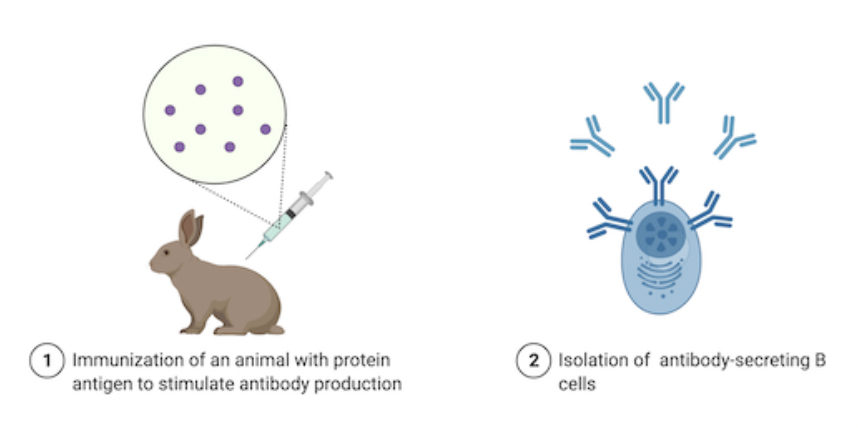 1
Immunization of an animal with protein
antigen to stimulate antibody production
2
Isolation of antibody-secreting B
cells